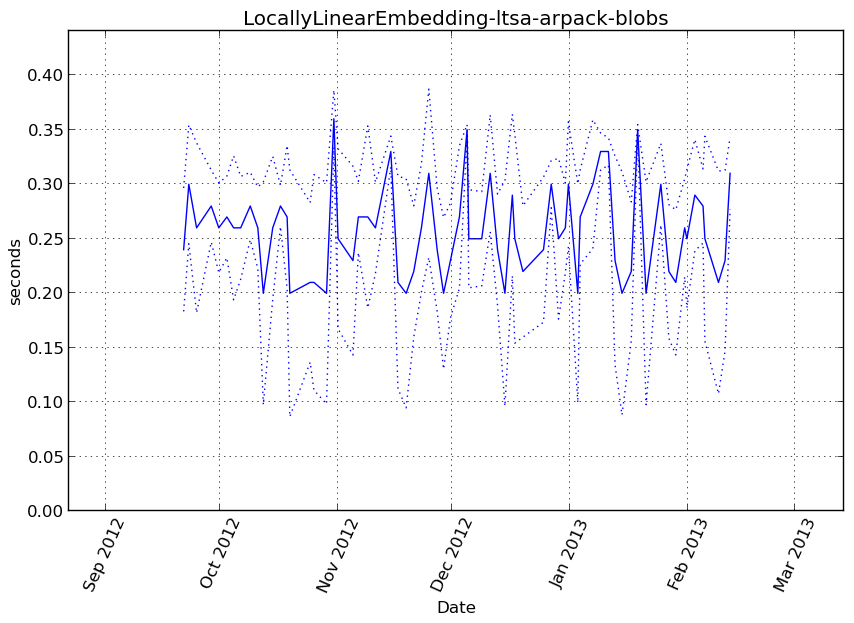 LocallyLinearEmbedding-ltsa-arpack-blobs
0.40
0.35
0.30
0.25
0.20
0.15
0.10
0.05
0.00
seconds
Sep 2012
Oct 2012
Nov 2012
Dec 2012
Jan 2013
Feb 2013
Mar 2013
Date